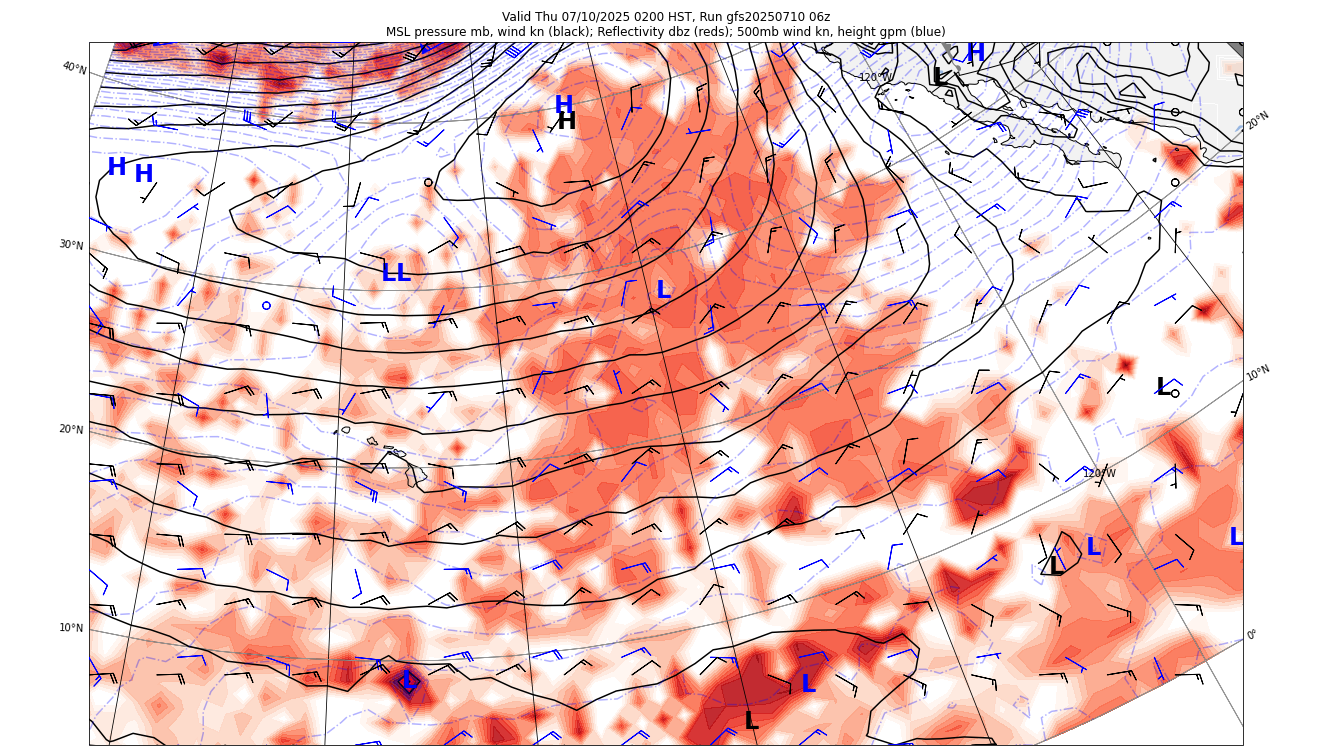 Valid Thu 07/10/2025 0200 HST, Run gfs20250710 06z
MSL pressure mb, wind kn (black); Reflectivity dbz (reds); 500mb wind kn, height gpm (blue)
H
40°N
120°W
L
H
H
20°N
H H
30°N
LL
L
10°N
L
20°N
120°W
L
L
L
10°N
0°
L
L
L